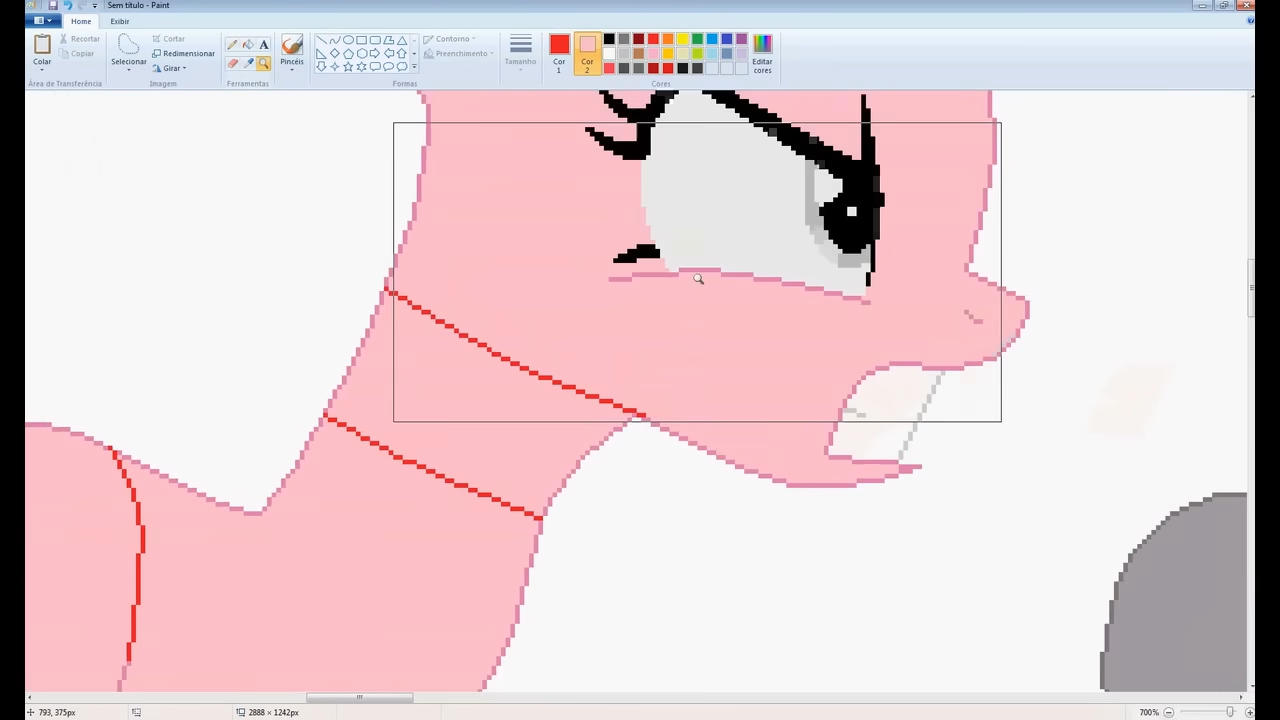 Sem título - Paint
Home Exibir
Colar
Recortar
Copiar
Área de Transferência
Selecionar
Cortar
Redimensionar
Girar
Imagem
A
Ferramentas
Pincéis
Contorno
Preenchimento
Formas
Tamanho
Cor 1
Cor 2
Editar cores
Cores
793, 375px
2888 × 1242px
700%